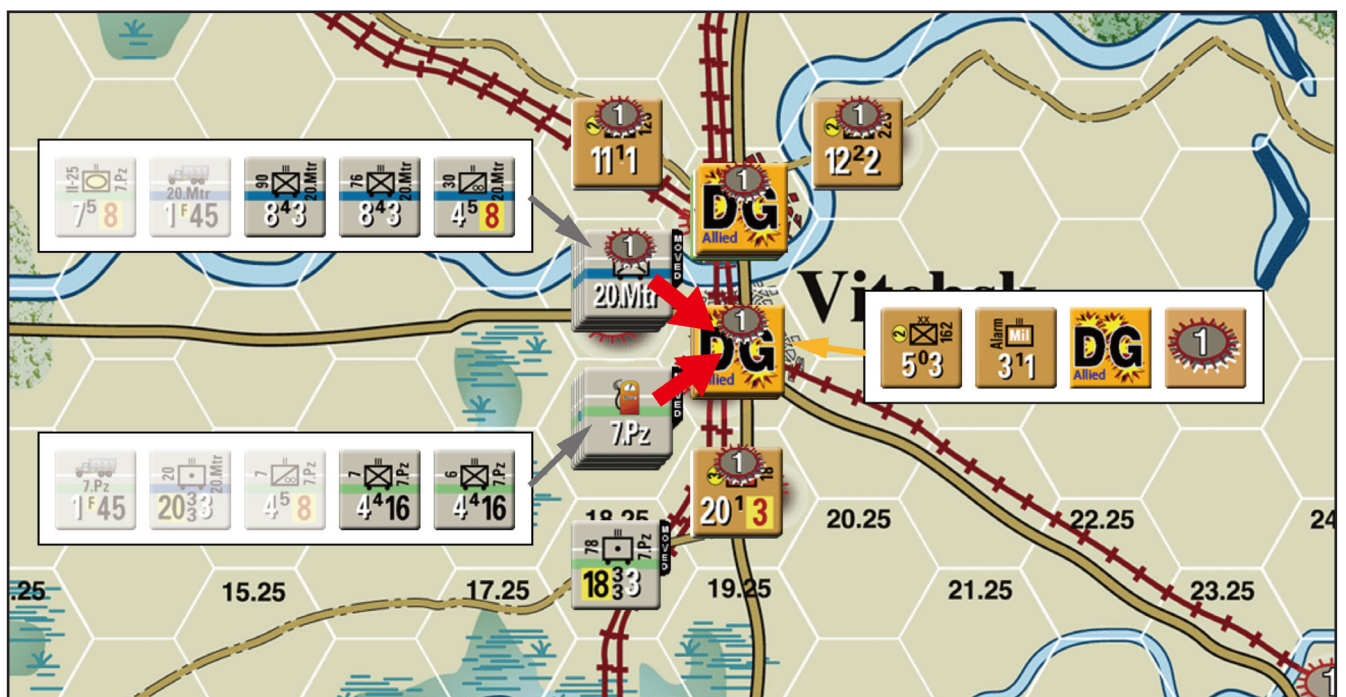 1
120
2
11 1 1
1
2
12 2 2
1
DG
Allied
II-25
7.Pz
7 5 8
20.Mtr
1 F 45
90
20.Mtr
8 4 3
76
20.Mtr
8 4 3
30
20.Mtr
4 5 8
1
20.Mtr
MOVED
Vitebsk
1
DG
Allied
2
XX
162
5 0 3
Alarm
Mil
3 1 1
DG
Allied
1
7.Pz
MOVED
7.Pz
1 F 45
20
20.Mtr
20 3 3 3
7
7.Pz
4 5 8
7
7.Pz
4 4 16
6
7.Pz
4 4 16
1
3
18
20 1 3
18.25
20.25
22.25
24
78
7.Pz
MOVED
18 3 3 3
.25
15.25
17.25
19.25
21.25
23.25
1